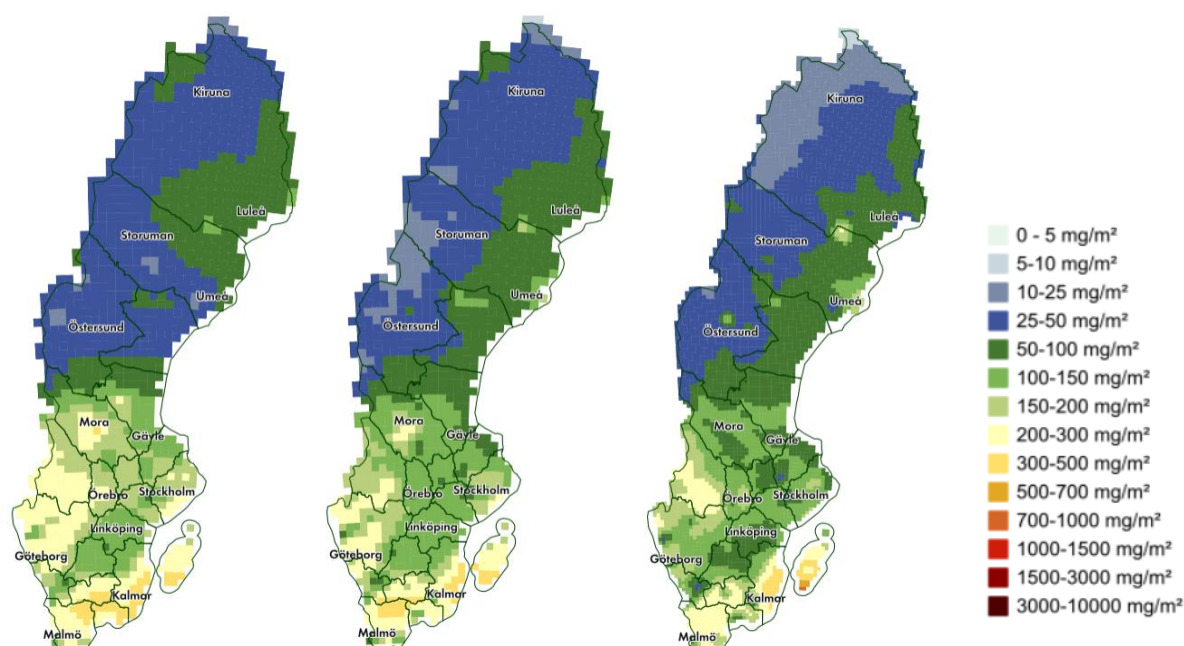 Kiruna
Luleå
Storuman
Umeå
Östersund
Mora
Gävle
Örebro
Stockholm
Linköping
Göteborg
Kalmar
Malmö
Kiruna
Luleå
Storuman
Umeå
Östersund
Mora
Gävle
Örebro
Stockholm
Linköping
Göteborg
Kalmar
Malmö
Kiruna
Luleå
Storuman
Umeå
Östersund
Mora
Gävle
Örebro
Stockholm
Linköping
Göteborg
Kalmar
Malmö
0 - 5 mg/m²
5-10 mg/m²
10-25 mg/m²
25-50 mg/m²
50-100 mg/m²
100-150 mg/m²
150-200 mg/m²
200-300 mg/m²
300-500 mg/m²
500-700 mg/m²
700-1000 mg/m²
1000-1500 mg/m²
1500-3000 mg/m²
3000-10000 mg/m²